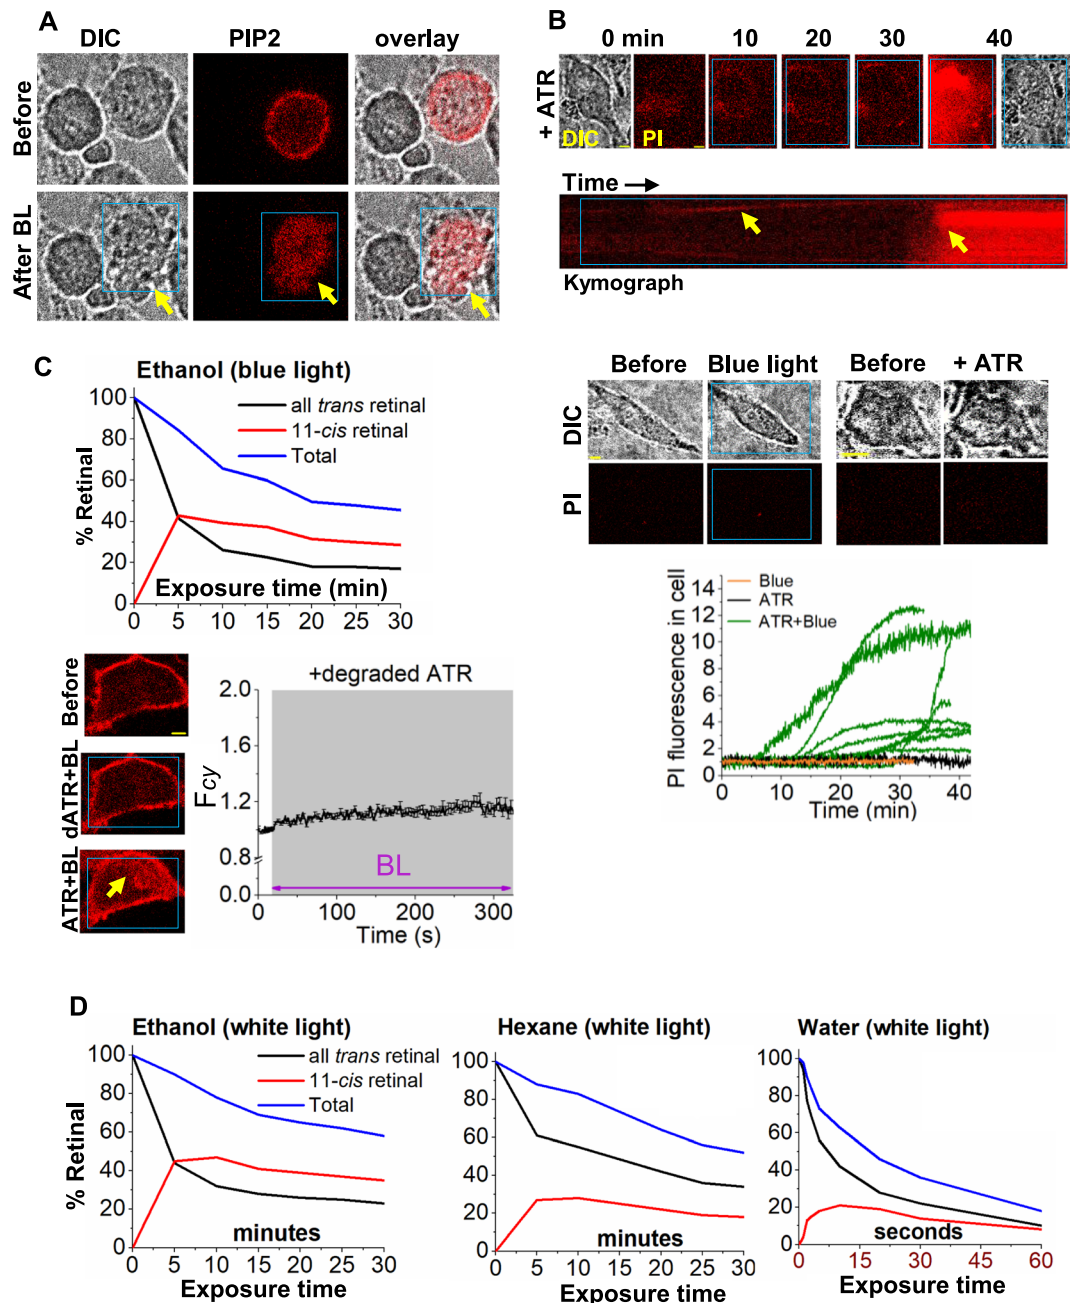 A
DIC PIP2 overlay
Before
After BL
B
0 min 10 20 30 40
+ ATR
DIC PI
Time →
Kymograph
Before Blue light Before + ATR
DIC
PI
14
12
10
8
6
4
2
1
0
PI fluorescence in cell
Blue
ATR
ATR+Blue
0 10 20 30 40
Time (min)
C
Ethanol (blue light)
100
80
60
40
20
0
% Retinal
all trans retinal
11-cis retinal
Total
Exposure time (min)
0 5 10 15 20 25 30
Before
dATR+BL
ATR+BL
+degraded ATR
2.0
1.6
1.2
0.8
0.0
Fcy
BL
0 100 200 300
Time (s)
D
Ethanol (white light)
100
80
60
40
20
0
% Retinal
all trans retinal
11-cis retinal
Total
minutes
0 5 10 15 20 25 30
Exposure time
Hexane (white light)
100
80
60
40
20
0
minutes
0 5 10 15 20 25 30
Exposure time
Water (white light)
100
80
60
40
20
0
seconds
0 15 30 45 60
Exposure time